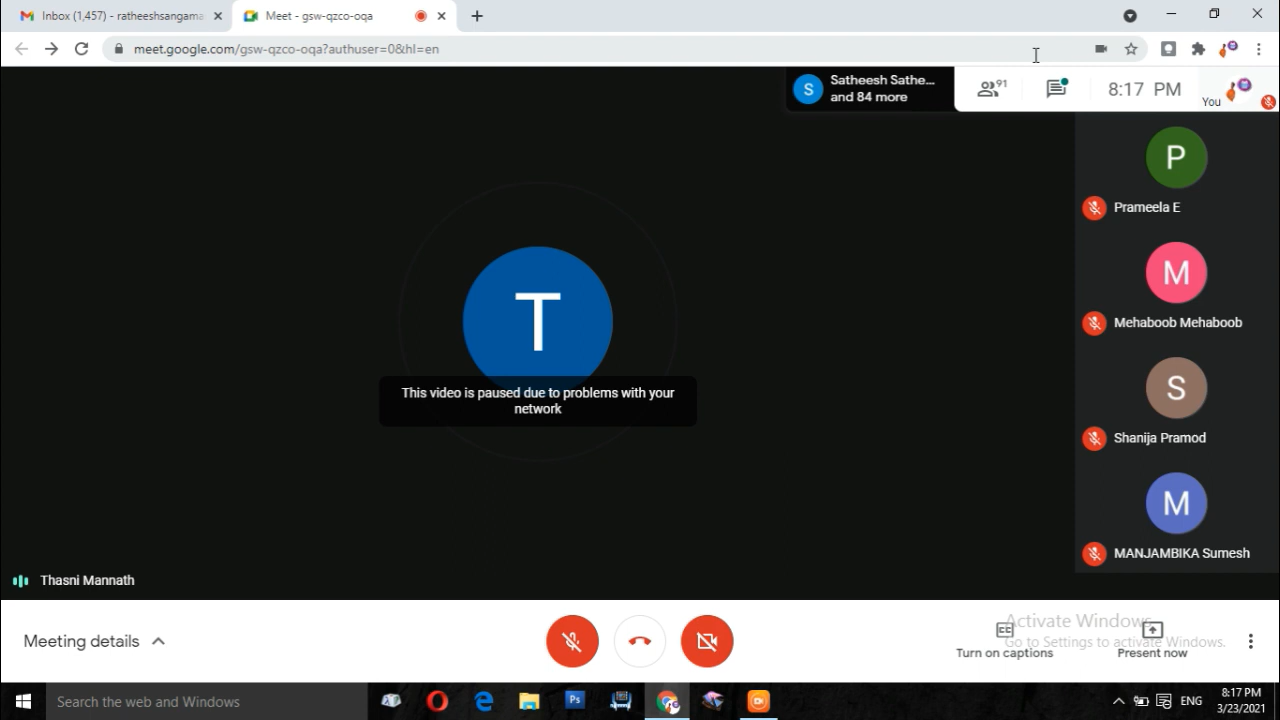 Inbox (1,457) - ratheeshsangama
Meet - gsw-qzco-oqa
meet.google.com/gsw-qzco-oqa?authuser=0&hl=en
S
Satheesh Sathe...
and 84 more
91
8:17 PM
You
P
Prameela E
M
Mehaboob Mehaboob
S
Shanija Pramod
M
MANJAMBIKA Sumesh
T
This video is paused due to problems with your
network
Thasni Mannath
Meeting details
CC
Turn on captions
Present now
Activate Windows
Go to Settings to activate Windows.
Search the web and Windows
Ps
ENG
8:17 PM
3/23/2021